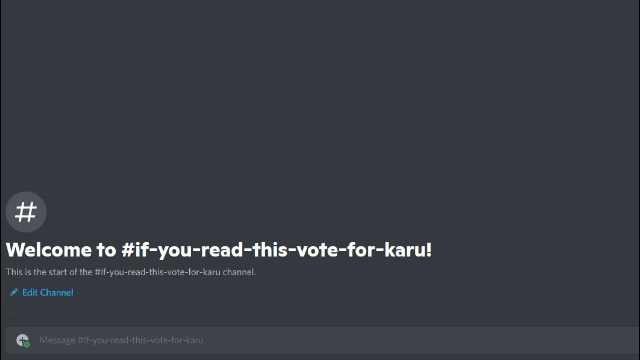 #
Welcome to #if-you-read-this-vote-for-karu!
This is the start of the #if-you-read-this-vote-for-karu channel.
Edit Channel
Message #if-you-read-this-vote-for-karu